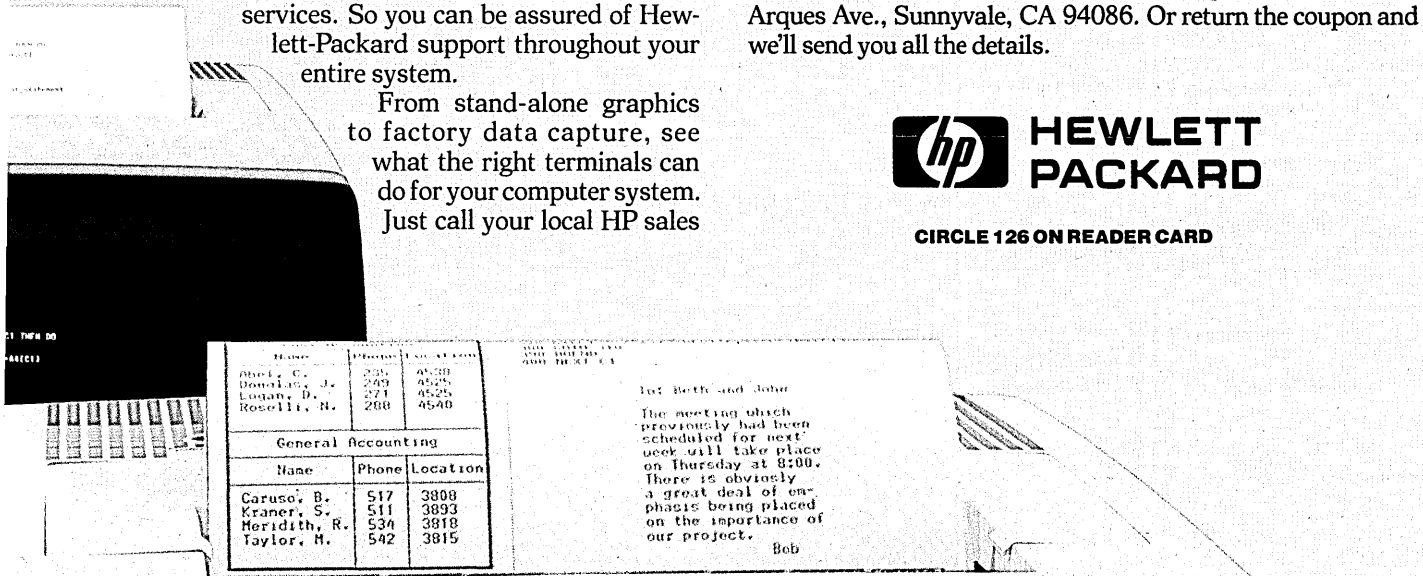 services. So you can be assured of Hew-
lett-Packard support throughout your
entire system.
From stand-alone graphics
to factory data capture, see
what the right terminals can
do for your computer system.
Just call your local HP sales
Arques Ave., Sunnyvale, CA 94086. Or return the coupon and
we'll send you all the details.
hp HEWLETT
PACKARD
CIRCLE 126 ON READER CARD
THEN DO
Name Phone Location
Abel, C. 235 4530
Douglas, J. 249 4525
Logan, D. 271 4525
Roselli, N. 288 4540
General Accounting
Name Phone Location
Caruso, B. 517 3808
Kraner, S. 511 3893
Meridith, R. 534 3818
Taylor, M. 542 3815
NEXT C1
To: Beth and John
The meeting which
previously had been
scheduled for next
week will take place
on Thursday at 8:00.
There is obviosly
a great deal of em-
phasis being placed
on the importance of
our project.
Bob